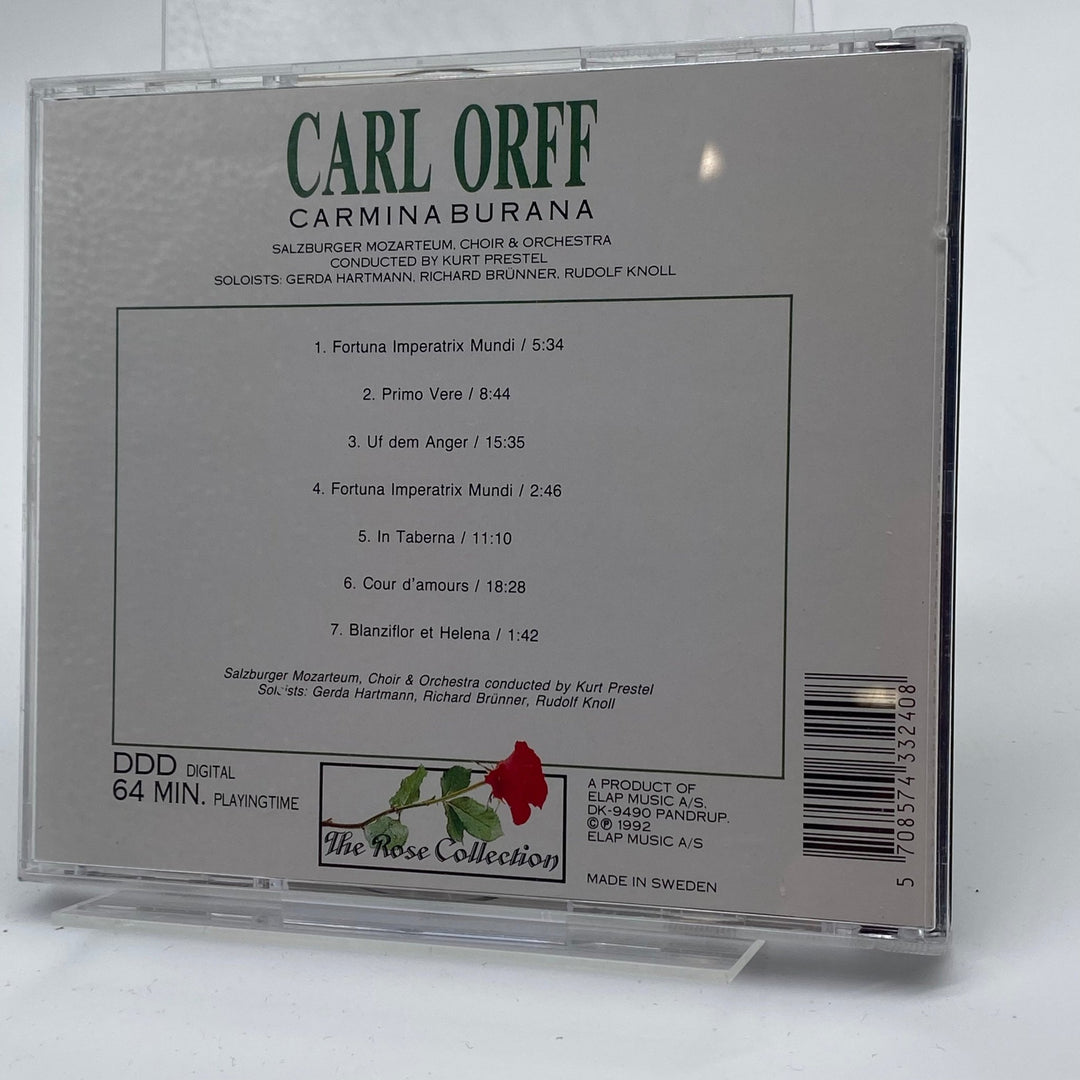 CARL ORFF
CARMINA BURANA
SALZBURGER MOZARTEUM, CHOIR & ORCHESTRA
CONDUCTED BY KURT PRESTEL
SOLOISTS: GERDA HARTMANN, RICHARD BRÜNNER, RUDOLF KNOLL
1. Fortuna Imperatrix Mundi / 5:34
2. Primo Vere / 8:44
3. Uf dem Anger / 15:35
4. Fortuna Imperatrix Mundi / 2:46
5. In Taberna / 11:10
6. Cour d'amours / 18:28
7. Blanziflor et Helena / 1:42
Salzburger Mozarteum, Choir & Orchestra conducted by Kurt Prestel
Soloists: Gerda Hartmann, Richard Brünner, Rudolf Knoll
DDD DIGITAL
64 MIN. PLAYINGTIME
The Rose Collection
A PRODUCT OF
ELAP MUSIC A/S,
DK-9490 PANDRUP.
©℗ 1992
ELAP MUSIC A/S
MADE IN SWEDEN
5 708574 332408